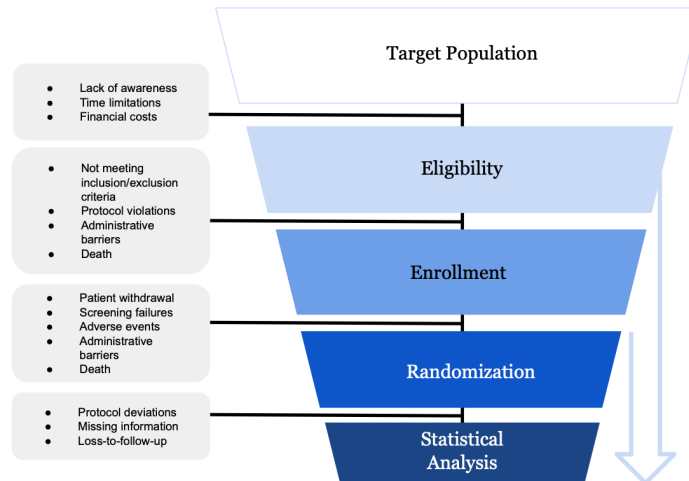 Target Population
● Lack of awareness
● Time limitations
● Financial costs
Eligibility
● Not meeting
inclusion/exclusion
criteria
● Protocol violations
● Administrative
barriers
● Death
Enrollment
● Patient withdrawal
● Screening failures
● Adverse events
● Administrative
barriers
● Death
Randomization
● Protocol deviations
● Missing information
● Loss-to-follow-up
Statistical
Analysis